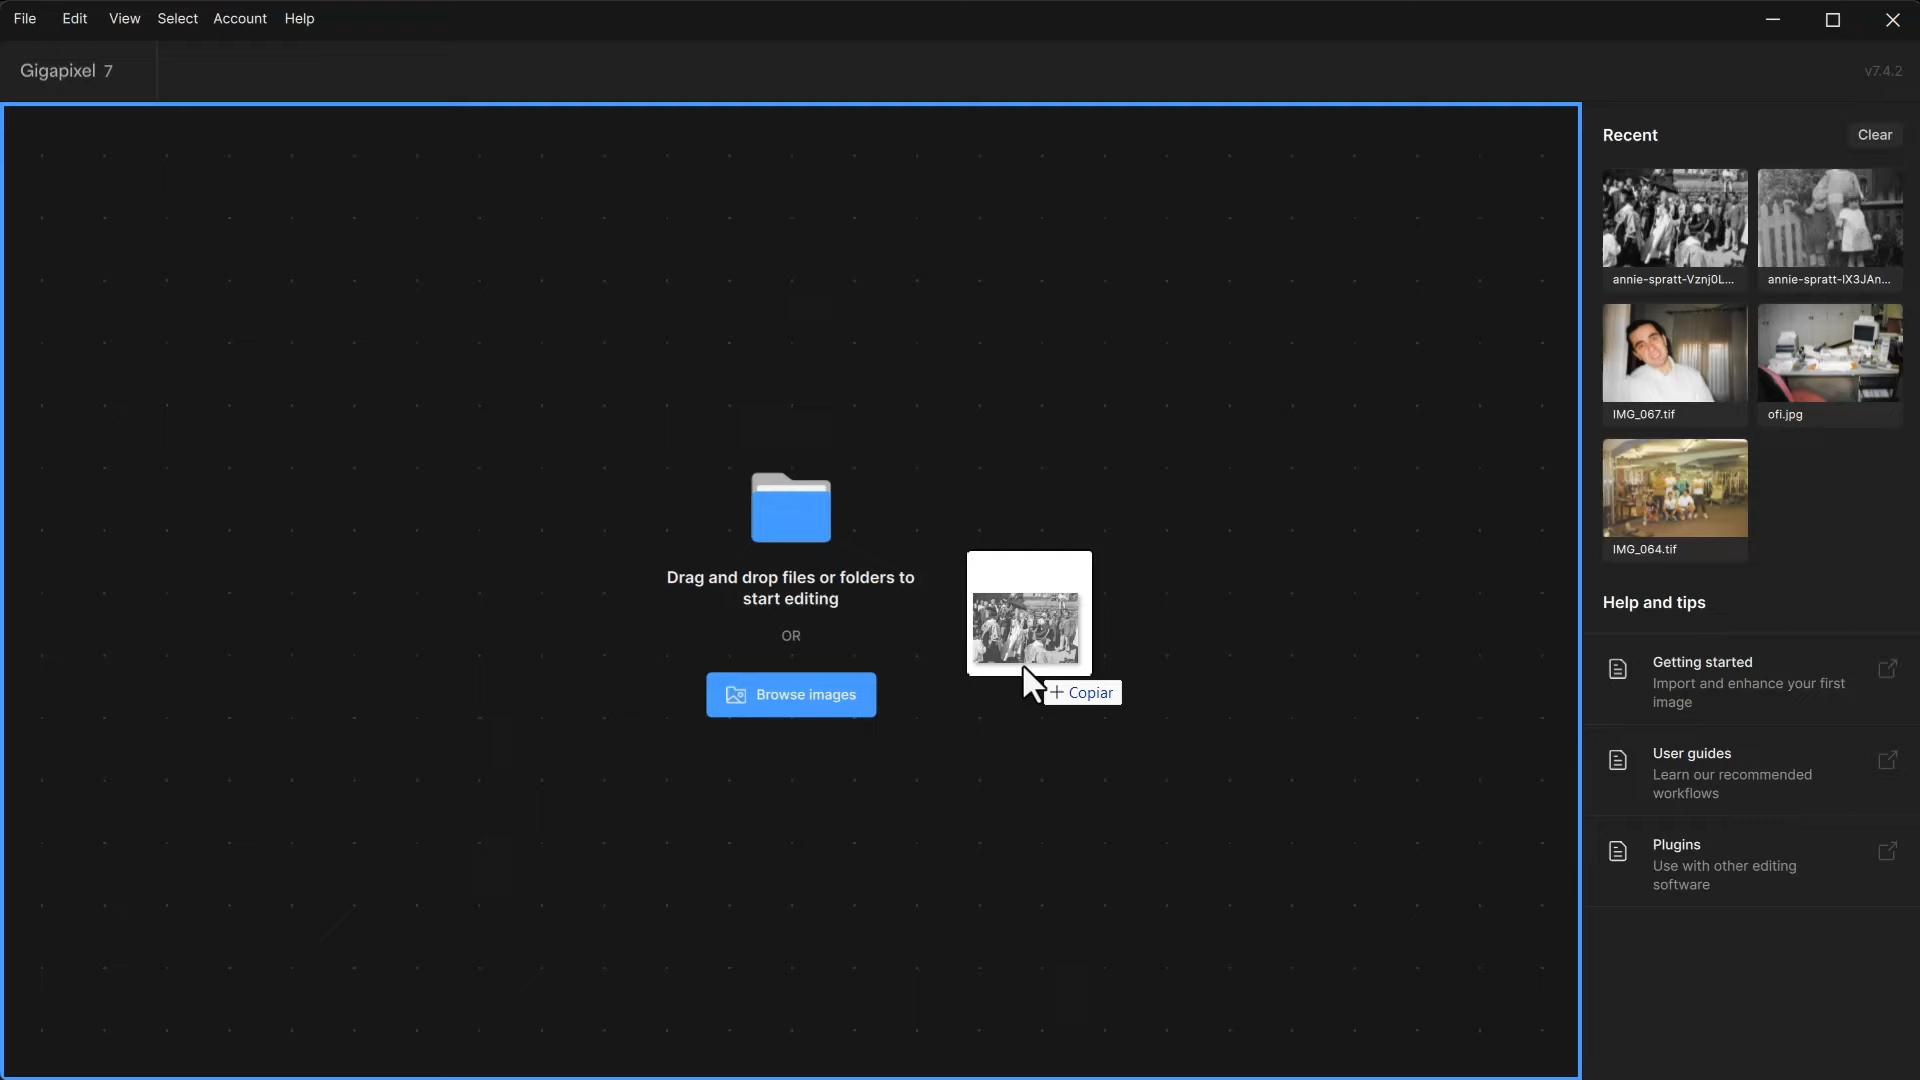 File Edit View Select Account Help
Gigapixel 7
v7.4.2
Recent
Clear
annie-spratt-Vznj0L...
annie-spratt-IX3JAn...
IMG_067.tif
ofi.jpg
IMG_064.tif
Drag and drop files or folders to
start editing
OR
Browse images
+ Copiar
Help and tips
Getting started
Import and enhance your first
image
User guides
Learn our recommended
workflows
Plugins
Use with other editing
software